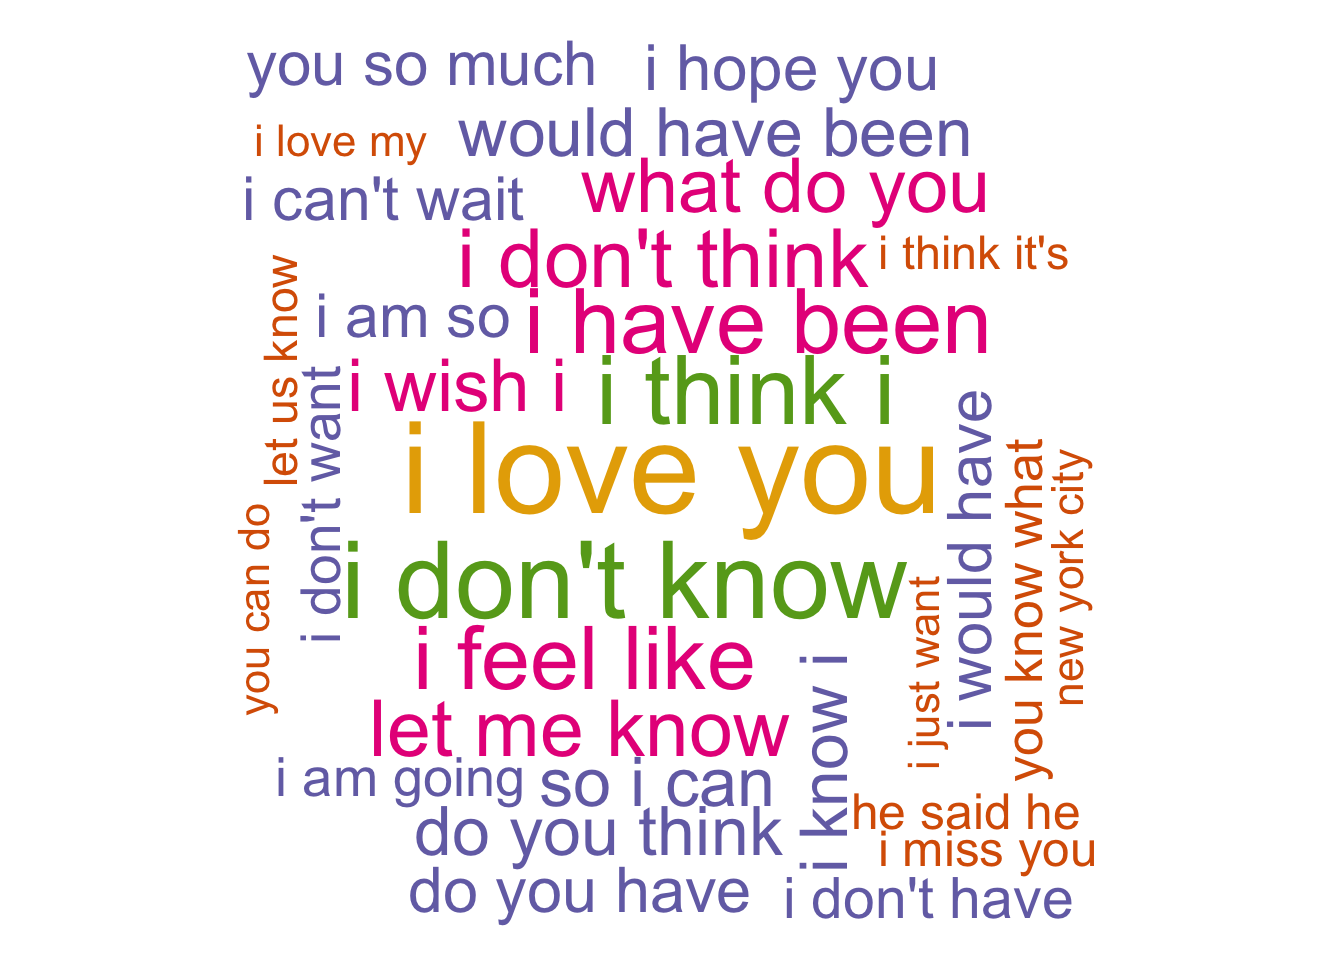 you so much
i hope you
i love my
would have been
i can't wait
what do you
i don't think
i think it's
let us know
i am so
i have been
i don't want
i wish i
i think i
i love you
i would have
you know what
new york city
you can do
i don't know
i just want
i feel like
i know i
let me know
i am going
so i can
he said he
do you think
i miss you
do you have
i don't have